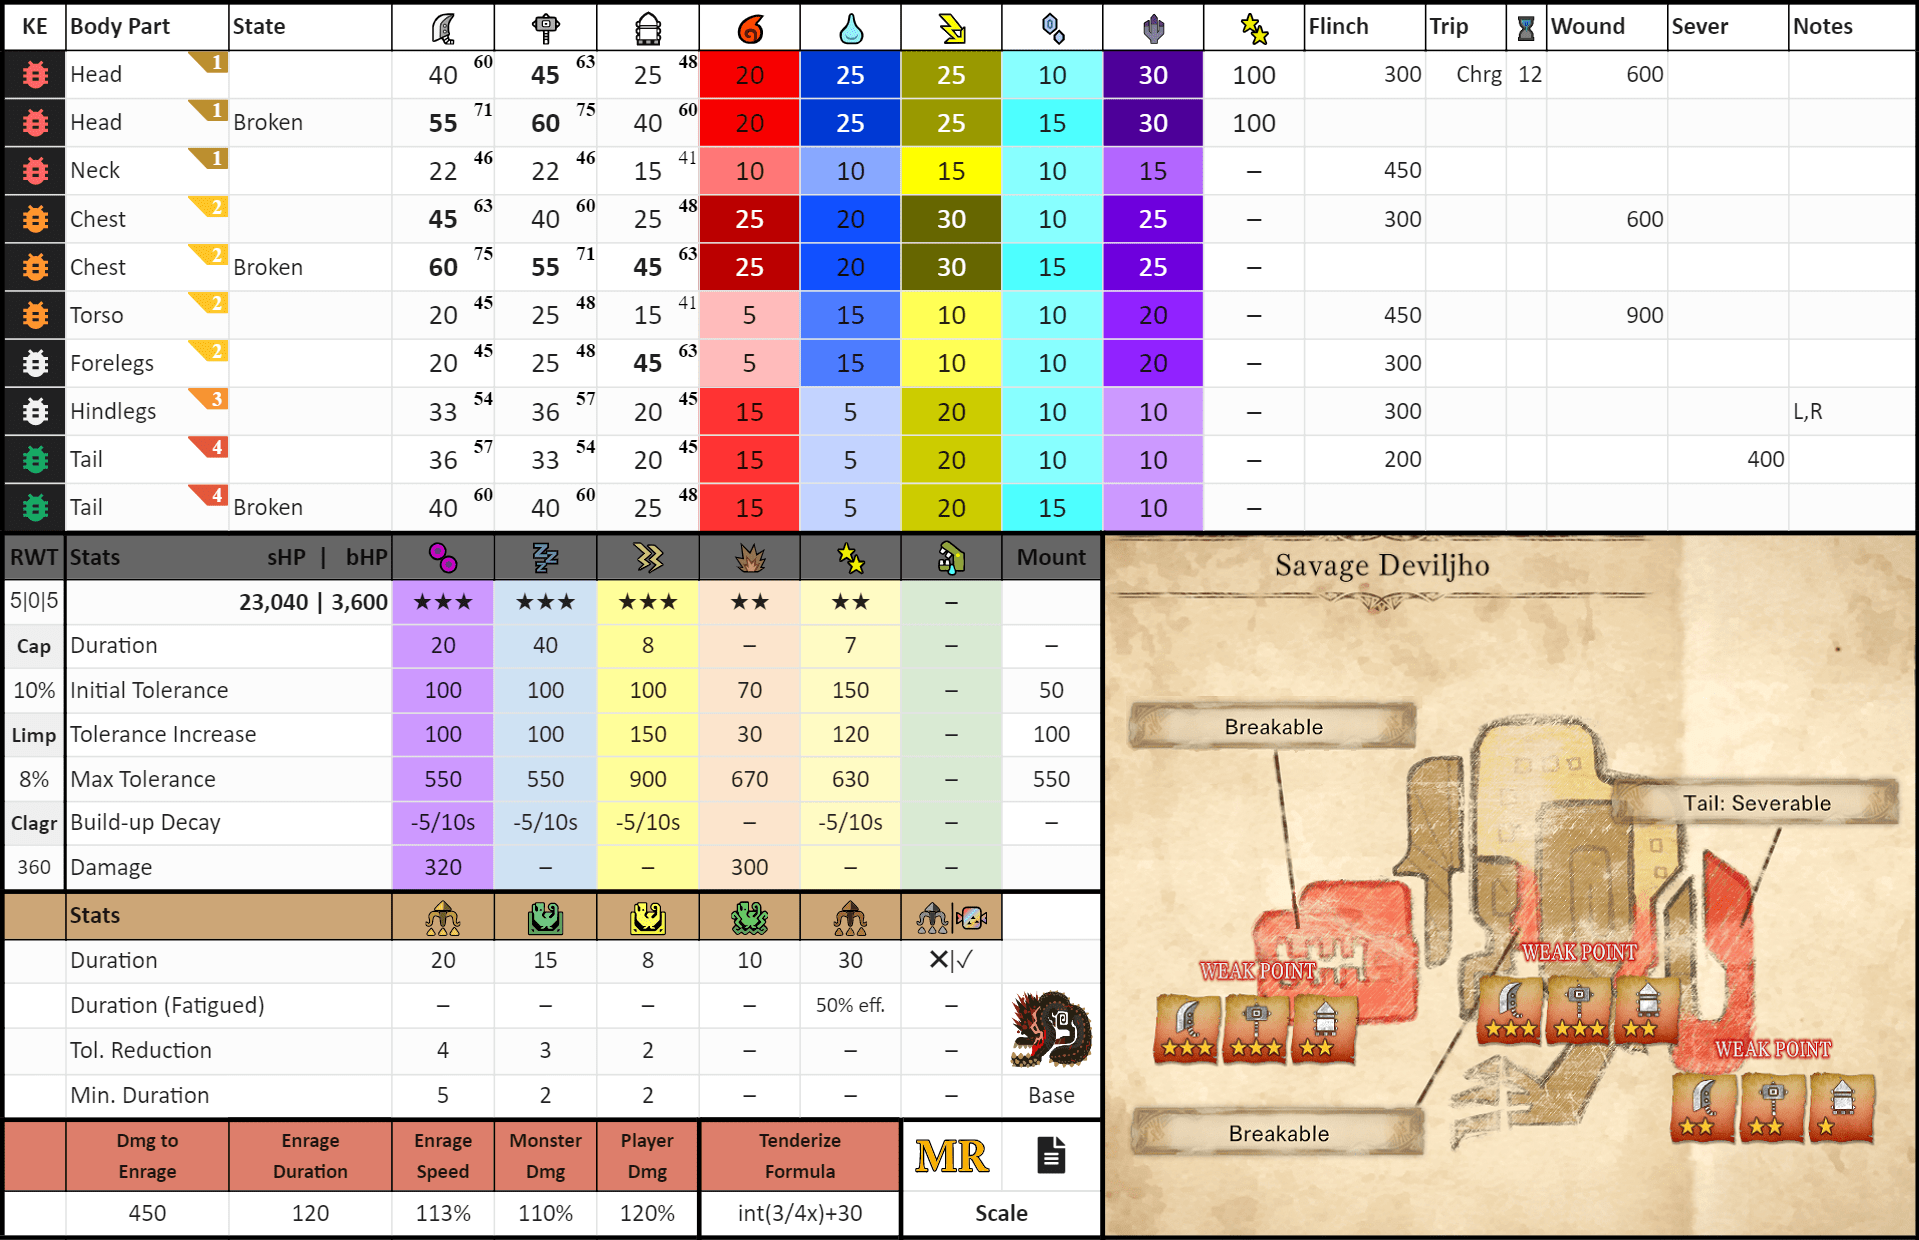 KE Body Part State Flinch Trip Wound Sever Notes
Head 1 40 60 45 63 25 48 20 25 25 10 30 100 300 Chrg 12 600
Head 1 Broken 55 71 60 75 40 60 20 25 25 15 30 100
Neck 1 22 46 22 46 15 41 10 10 15 10 15 – 450
Chest 2 45 63 40 60 25 48 25 20 30 10 25 – 300 600
Chest 2 Broken 60 75 55 71 45 63 25 20 30 15 25 –
Torso 2 20 45 25 48 15 41 5 15 10 10 20 – 450 900
Forelegs 2 20 45 25 48 45 63 5 15 10 10 20 – 300
Hindlegs 3 33 54 36 57 20 45 15 5 20 10 10 – 300 L,R
Tail 4 36 57 33 54 20 45 15 5 20 10 10 – 200 400
Tail 4 Broken 40 60 40 60 25 48 15 5 20 15 10 –
RWT Stats sHP | bHP Mount
5|0|5 23,040 | 3,600 ★★★ ★★★ ★★★ ★★ ★★ –
Cap Duration 20 40 8 – 7 – –
10% Initial Tolerance 100 100 100 70 150 – 50
Limp Tolerance Increase 100 100 150 30 120 – 100
8% Max Tolerance 550 550 900 670 630 – 550
Clagr Build-up Decay -5/10s -5/10s -5/10s – -5/10s – –
360 Damage 320 – – 300 – –
Stats
Duration 20 15 8 10 30 ✕|✓
Duration (Fatigued) – – – – 50% eff. –
Tol. Reduction 4 3 2 – – –
Min. Duration 5 2 2 – – – Base
Dmg to Enrage Enrage Duration Enrage Speed Monster Dmg Player Dmg Tenderize Formula MR
450 120 113% 110% 120% int(3/4x)+30 Scale
Savage Deviljho
Breakable
Tail: Severable
WEAK POINT
WEAK POINT
WEAK POINT
Breakable